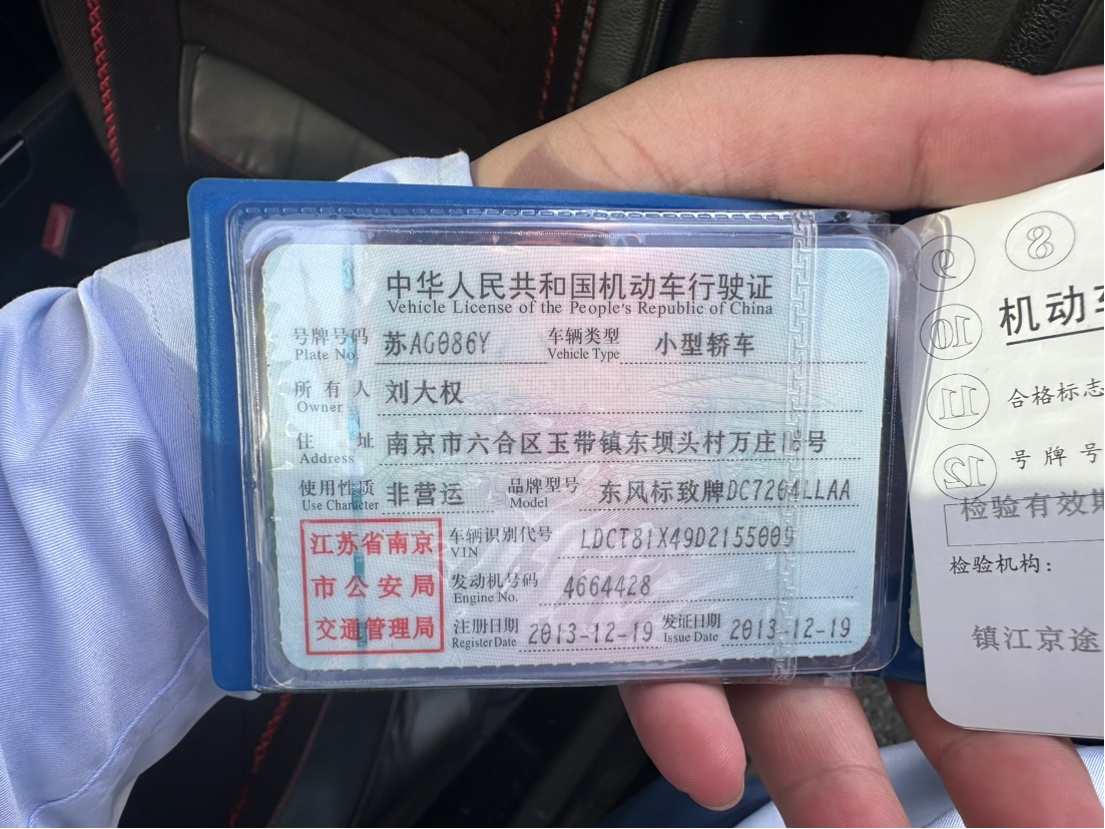 中华人民共和国机动车行驶证
Vehicle License of the People's Republic of China
号牌号码 苏AG086Y 车辆类型 小型轿车
Plate No. Vehicle Type
所有人 刘大权
Owner
住址 南京市六合区玉带镇东坝头村万庄16号
Address
使用性质 非营运 品牌型号 东风标致牌DC7204LLAA
Use Character Model
江苏省南京
市公安局
交通管理局
车辆识别代号 LDCT81X49D2155009
VIN
发动机号码 4664428
Engine No.
注册日期 2013-12-19 发证日期 2013-12-19
Register Date Issue Date
8
9
10
11
12
机动车
合格标志
号牌号
检验有效期
检验机构：
镇江京途